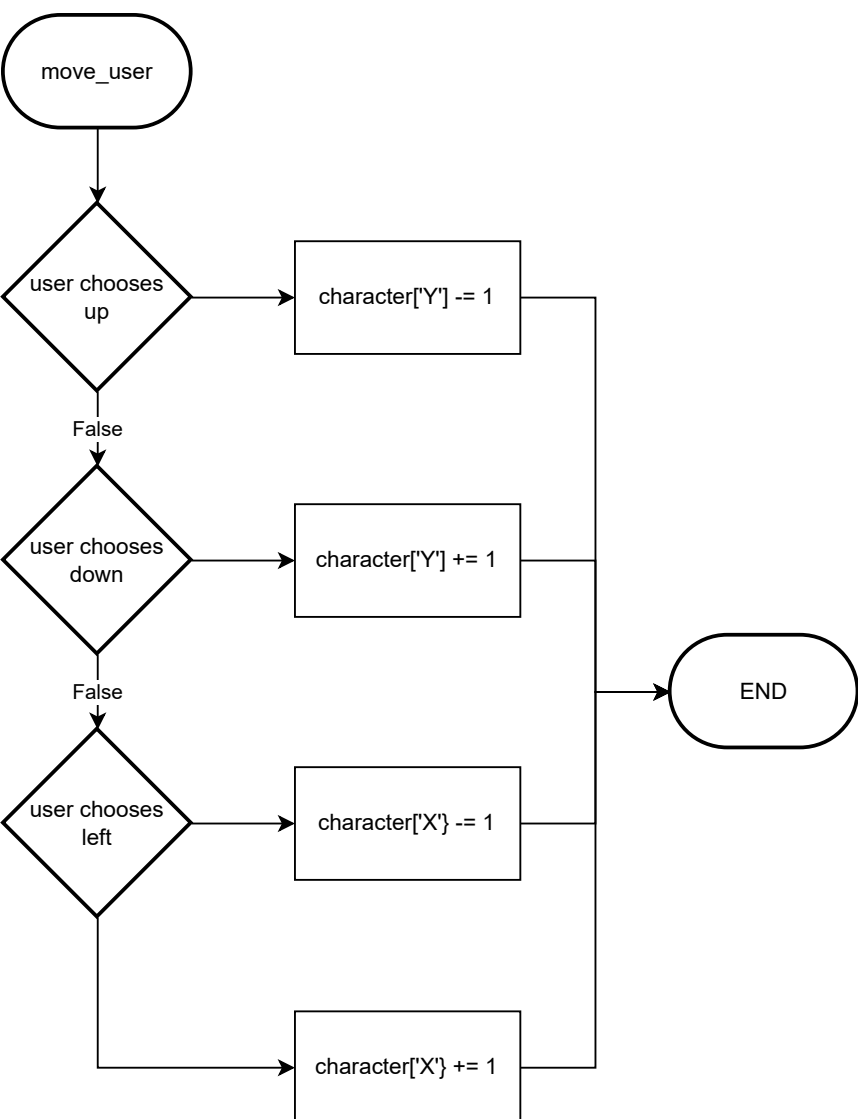 move_user
user chooses
up
character['Y'] -= 1
False
user chooses
down
character['Y'] += 1
False
END
user chooses
left
character['X'} -= 1
character['X'} += 1